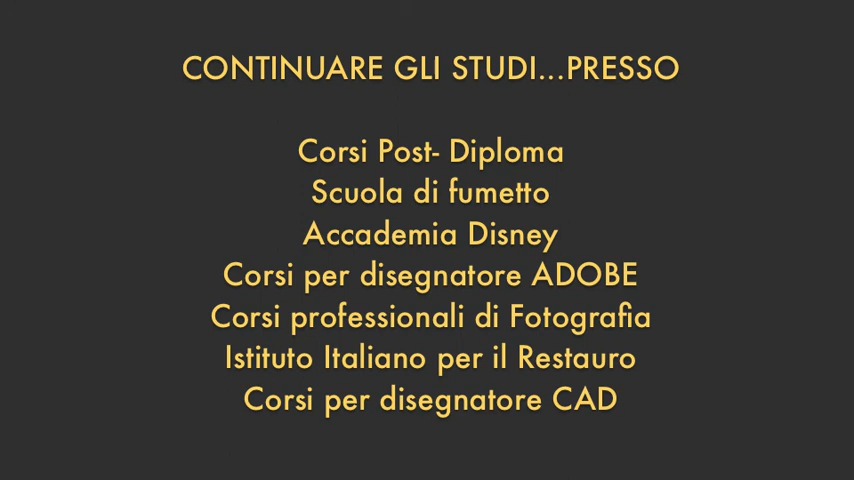 CONTINUARE GLI STUDI...PRESSO
Corsi Post- Diploma
Scuola di fumetto
Accademia Disney
Corsi per disegnatore ADOBE
Corsi professionali di Fotografia
Istituto Italiano per il Restauro
Corsi per disegnatore CAD